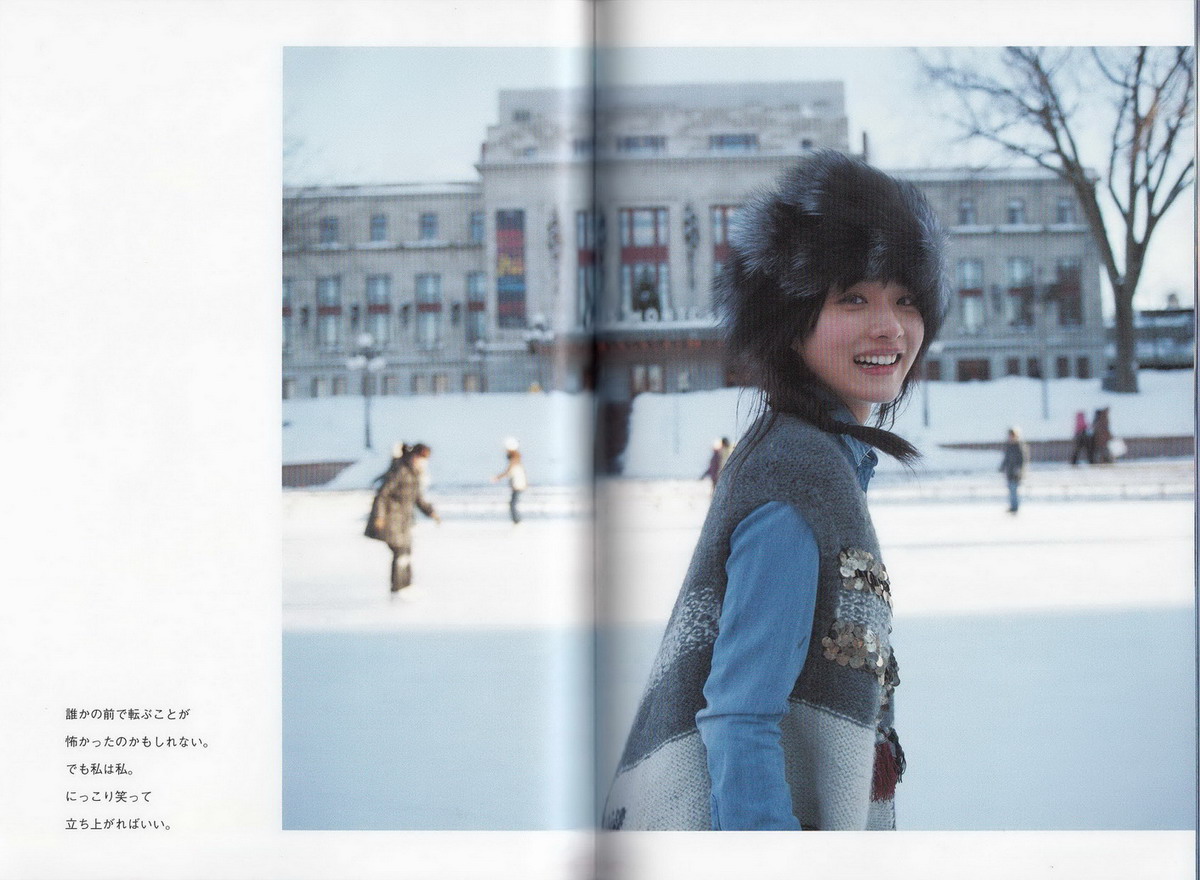 誰かの前で転ぶことが
怖かったのかもしれない。
でも私は私。
にっこり笑って
立ち上がればいい。